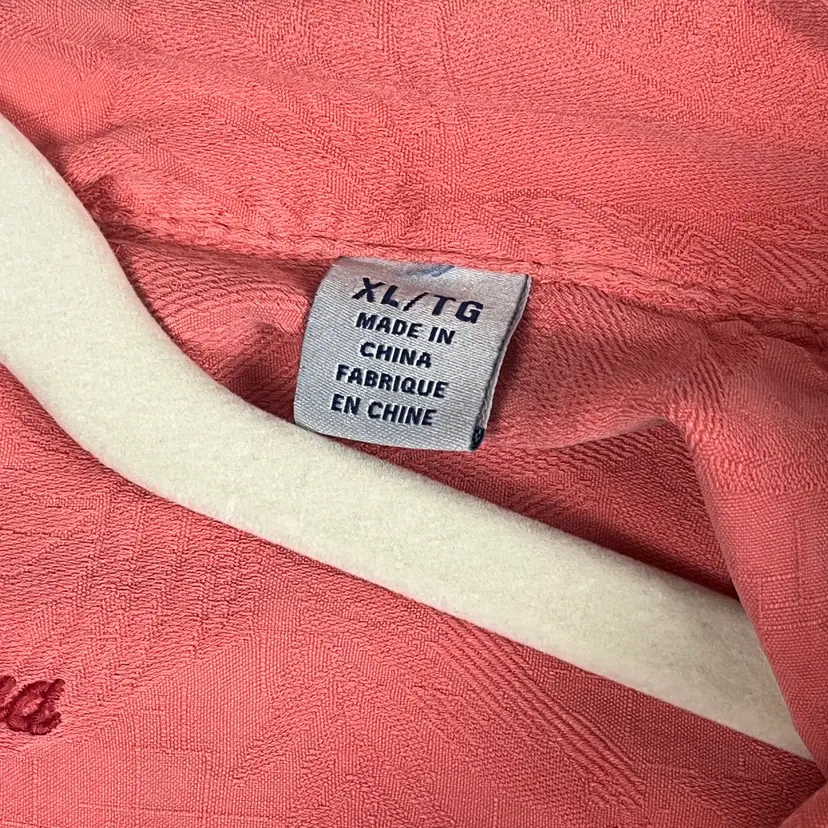 XL/TG
MADE IN
CHINA
FABRIQUE
EN CHINE